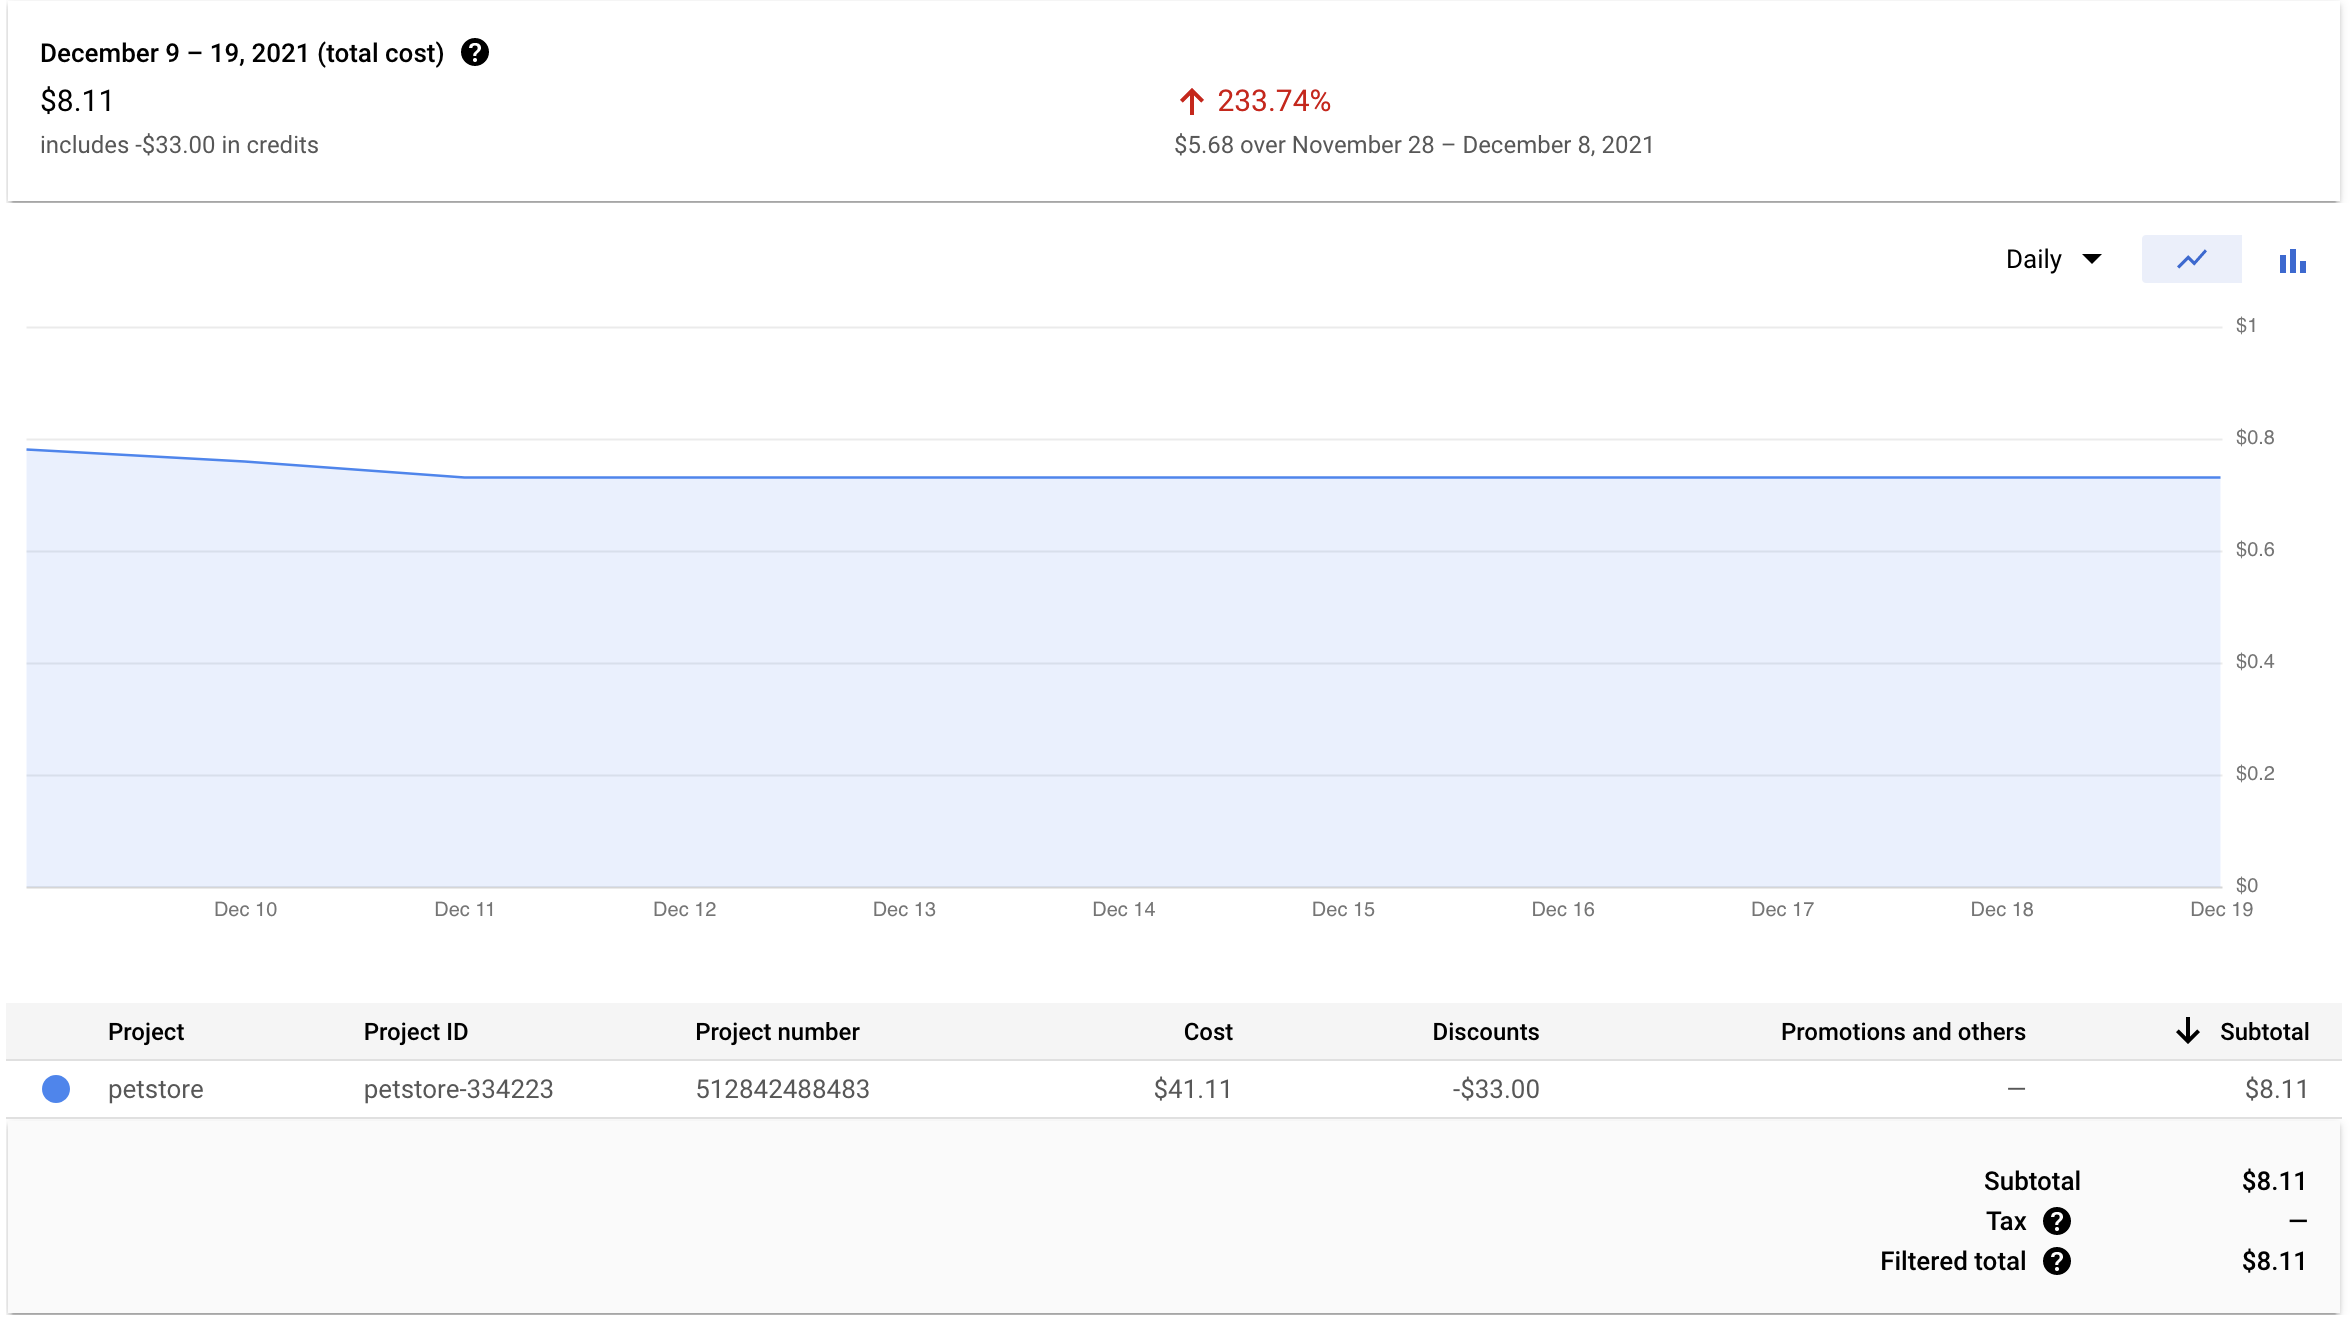 December 9 – 19, 2021 (total cost)
$8.11
includes -$33.00 in credits
233.74%
$5.68 over November 28 – December 8, 2021
Daily
$1
$0.8
$0.6
$0.4
$0.2
$0
Dec 10 Dec 11 Dec 12 Dec 13 Dec 14 Dec 15 Dec 16 Dec 17 Dec 18 Dec 19
Project Project ID Project number Cost Discounts Promotions and others Subtotal
petstore petstore-334223 512842488483 $41.11 -$33.00 — $8.11
Subtotal $8.11
Tax —
Filtered total $8.11